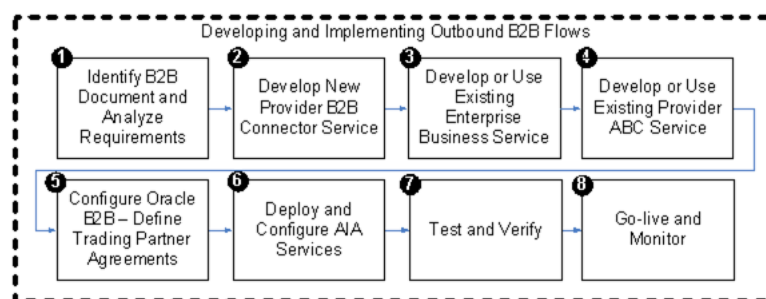 Developing and Implementing Outbound B2B Flows
1
Identify B2B
Document and
Analyze
Requirements
2
Develop New
Provider B2B
Connector Service
3
Develop or Use
Existing
Enterprise
Business Service
4
Develop or Use
Existing Provider
ABC Service
5
Configure Oracle
B2B – Define
Trading Partner
Agreements
6
Deploy and
Configure AIA
Services
7
Test and Verify
8
Go-live and
Monitor